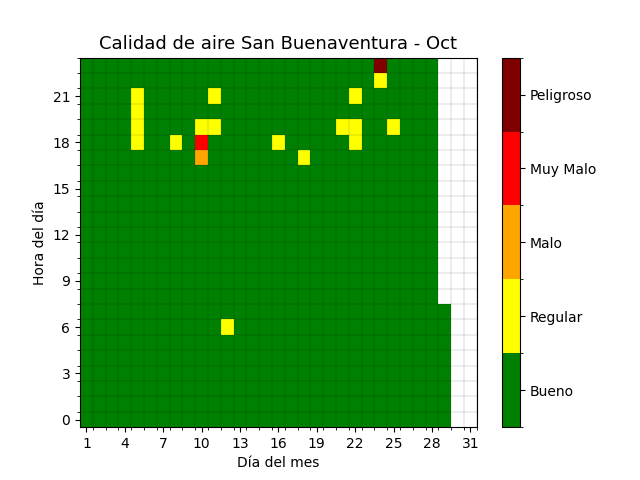 Calidad de aire San Buenaventura - Oct
21
18
15
12
9
6
3
0
Hora del día
1 4 7 10 13 16 19 22 25 28 31
Día del mes
Peligroso
Muy Malo
Malo
Regular
Bueno